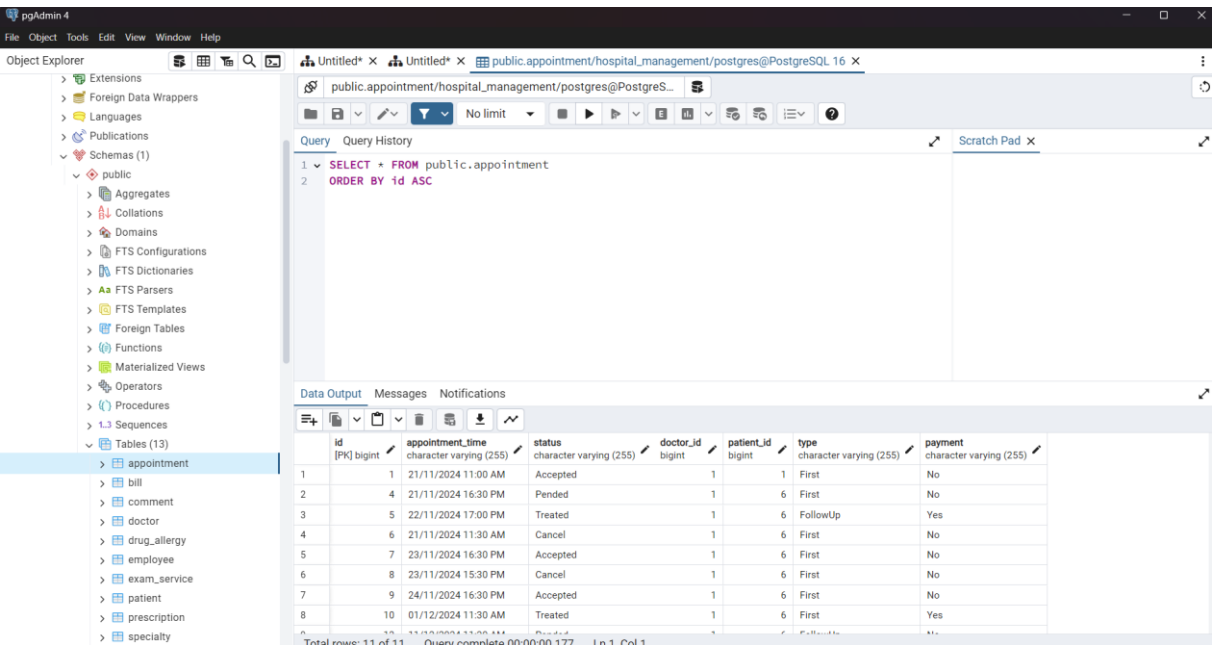 pgAdmin 4
File Object Tools Edit View Window Help
Object Explorer
Untitled* × Untitled* × public.appointment/hospital_management/postgres@PostgreSQL 16 ×
Extensions
Foreign Data Wrappers
Languages
Publications
Schemas (1)
public
Aggregates
Collations
Domains
FTS Configurations
FTS Dictionaries
FTS Parsers
FTS Templates
Foreign Tables
Functions
Materialized Views
Operators
Procedures
Sequences
Tables (13)
appointment
bill
comment
doctor
drug_allergy
employee
exam_service
patient
prescription
specialty
public.appointment/hospital_management/postgres@PostgreS...
No limit
Query Query History
Scratch Pad ×
1 SELECT * FROM public.appointment
2 ORDER BY id ASC
Data Output Messages Notifications
id appointment_time status doctor_id patient_id type payment
[PK] bigint character varying (255) character varying (255) bigint bigint character varying (255) character varying (255)
1 1 21/11/2024 11:00 AM Accepted 1 1 First No
2 4 21/11/2024 16:30 PM Pended 1 6 First No
3 5 22/11/2024 17:00 PM Treated 1 6 FollowUp Yes
4 6 21/11/2024 11:30 AM Cancel 1 6 First No
5 7 23/11/2024 16:30 PM Accepted 1 6 First No
6 8 23/11/2024 15:30 PM Cancel 1 6 First No
7 9 24/11/2024 16:30 PM Accepted 1 6 First No
8 10 01/12/2024 11:30 AM Treated 1 6 First Yes
Total rows: 11 of 11 Query complete 00:00:00.177 Ln 1, Col 1